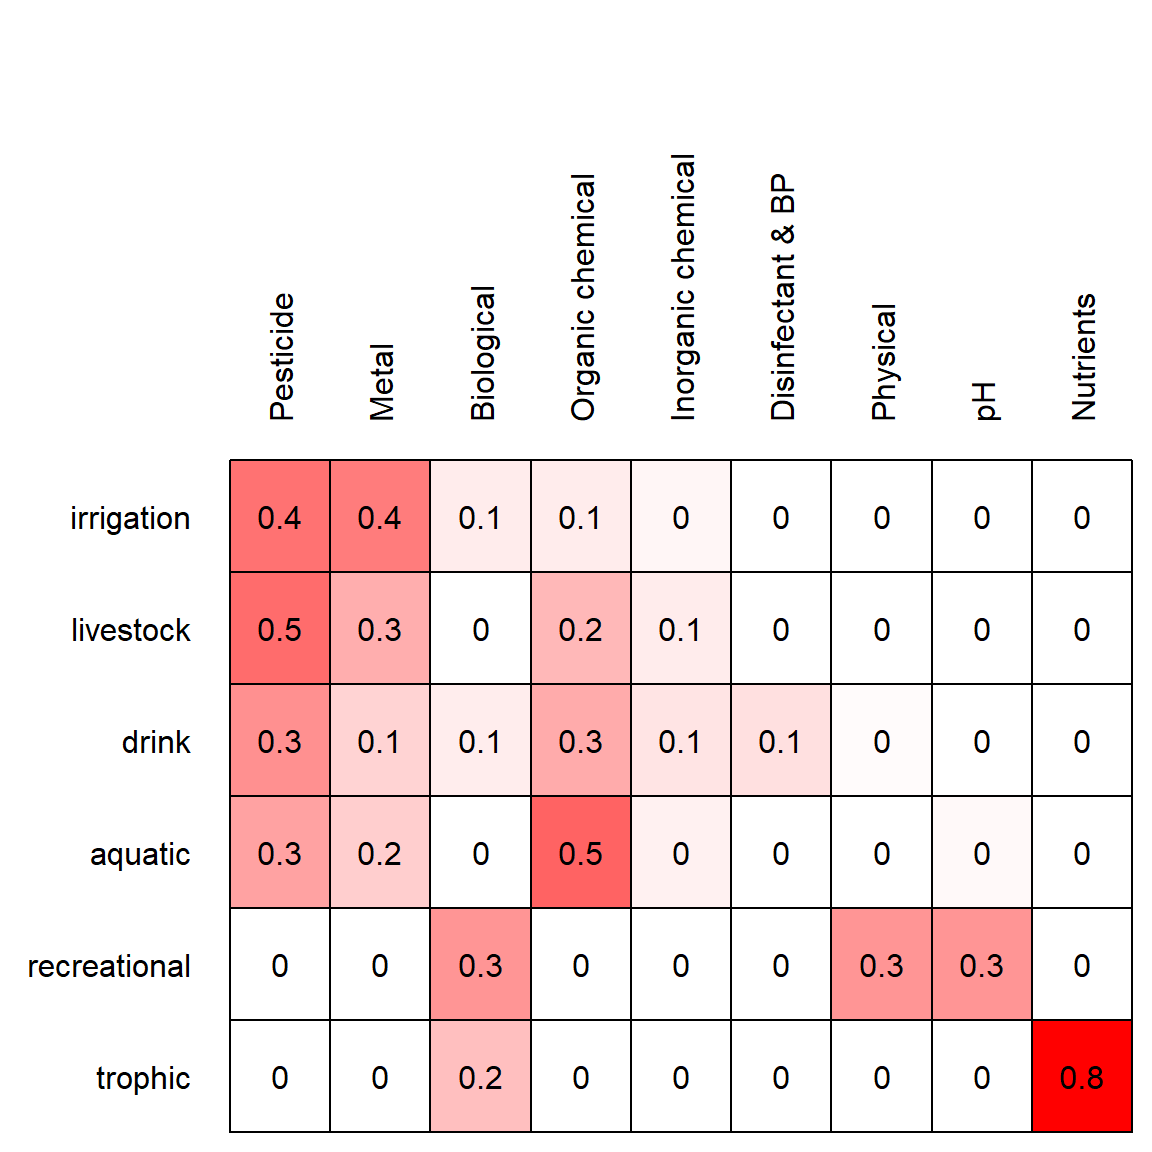 Pesticide Metal Biological Organic chemical Inorganic chemical Disinfectant & BP Physical pH Nutrients
irrigation 0.4 0.4 0.1 0.1 0 0 0 0 0
livestock 0.5 0.3 0 0.2 0.1 0 0 0 0
drink 0.3 0.1 0.1 0.3 0.1 0.1 0 0 0
aquatic 0.3 0.2 0 0.5 0 0 0 0 0
recreational 0 0 0.3 0 0 0 0.3 0.3 0
trophic 0 0 0.2 0 0 0 0 0 0.8